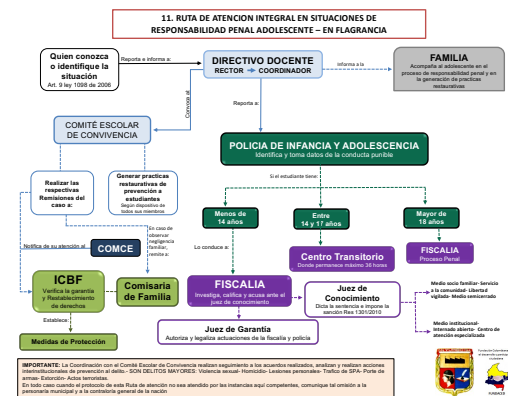 11. RUTA DE ATENCION INTEGRAL EN SITUACIONES DE
RESPONSABILIDAD PENAL ADOLESCENTE – EN FLAGRANCIA
Quien conozca
o identifique la
situación
Art. 9 ley 1098 de 2006
Reporta e informa a:
DIRECTIVO DOCENTE
RECTOR → COORDINADOR
Informa a la
FAMILIA
Acompaña al adolescente en el
proceso de responsabilidad penal y en
la generación de practicas
restaurativas
Convoca al:
Reporta a:
COMITÉ ESCOLAR
DE CONVIVENCIA
POLICIA DE INFANCIA Y ADOLESCENCIA
Identifica y toma datos de la conducta punible
Realizar las
respectivas
Remisiones del
caso a:
Generar practicas
restaurativas de
prevención a
estudiantes
Según dispositivo de
todos sus miembros
Si el estudiante tiene:
Menos de
14 años
Entre
14 y 17 años
Mayor de
18 años
En caso de
observar
negligencia
familiar,
remite a:
Notifica de su atención al
COMCE
Lo conduce a:
Centro Transitorio
Donde permanece máximo 36 horas
FISCALIA
Proceso Penal
ICBF
Verifica la garantía
y Restablecimiento
de derechos
Comisaria
de Familia
FISCALIA
Investiga, califica y acusa ante el
juez de conocimiento
Juez de
Conocimiento
Dicta la sentencia e impone la
sanción Res 1301/2010
Medio socio familiar- Servicio
a la comunidad- Libertad
vigilada- Medio semicerrado
Establece:
Medidas de Protección
Juez de Garantía
Autoriza y legaliza actuaciones de la fiscalía y policía
Medio institucional-
Internado abierto- Centro de
atención especializada
IMPORTANTE: La Coordinación con el Comité Escolar de Convivencia realizan seguimiento a los acuerdos realizados, analizan y realizan acciones
interinstitucionales de prevención al delito.- SON DELITOS MAYORES: Violencia sexual- Homicidio- Lesiones personales- Trafico de SPA- Porte de
armas- Extorción- Actos terroristas.
En todo cuando el protocolo de esta Ruta de atención no sea atendido por las instancias aquí competentes, comunique tal omisión a la
personaría municipal y a la contraloría general de la nación